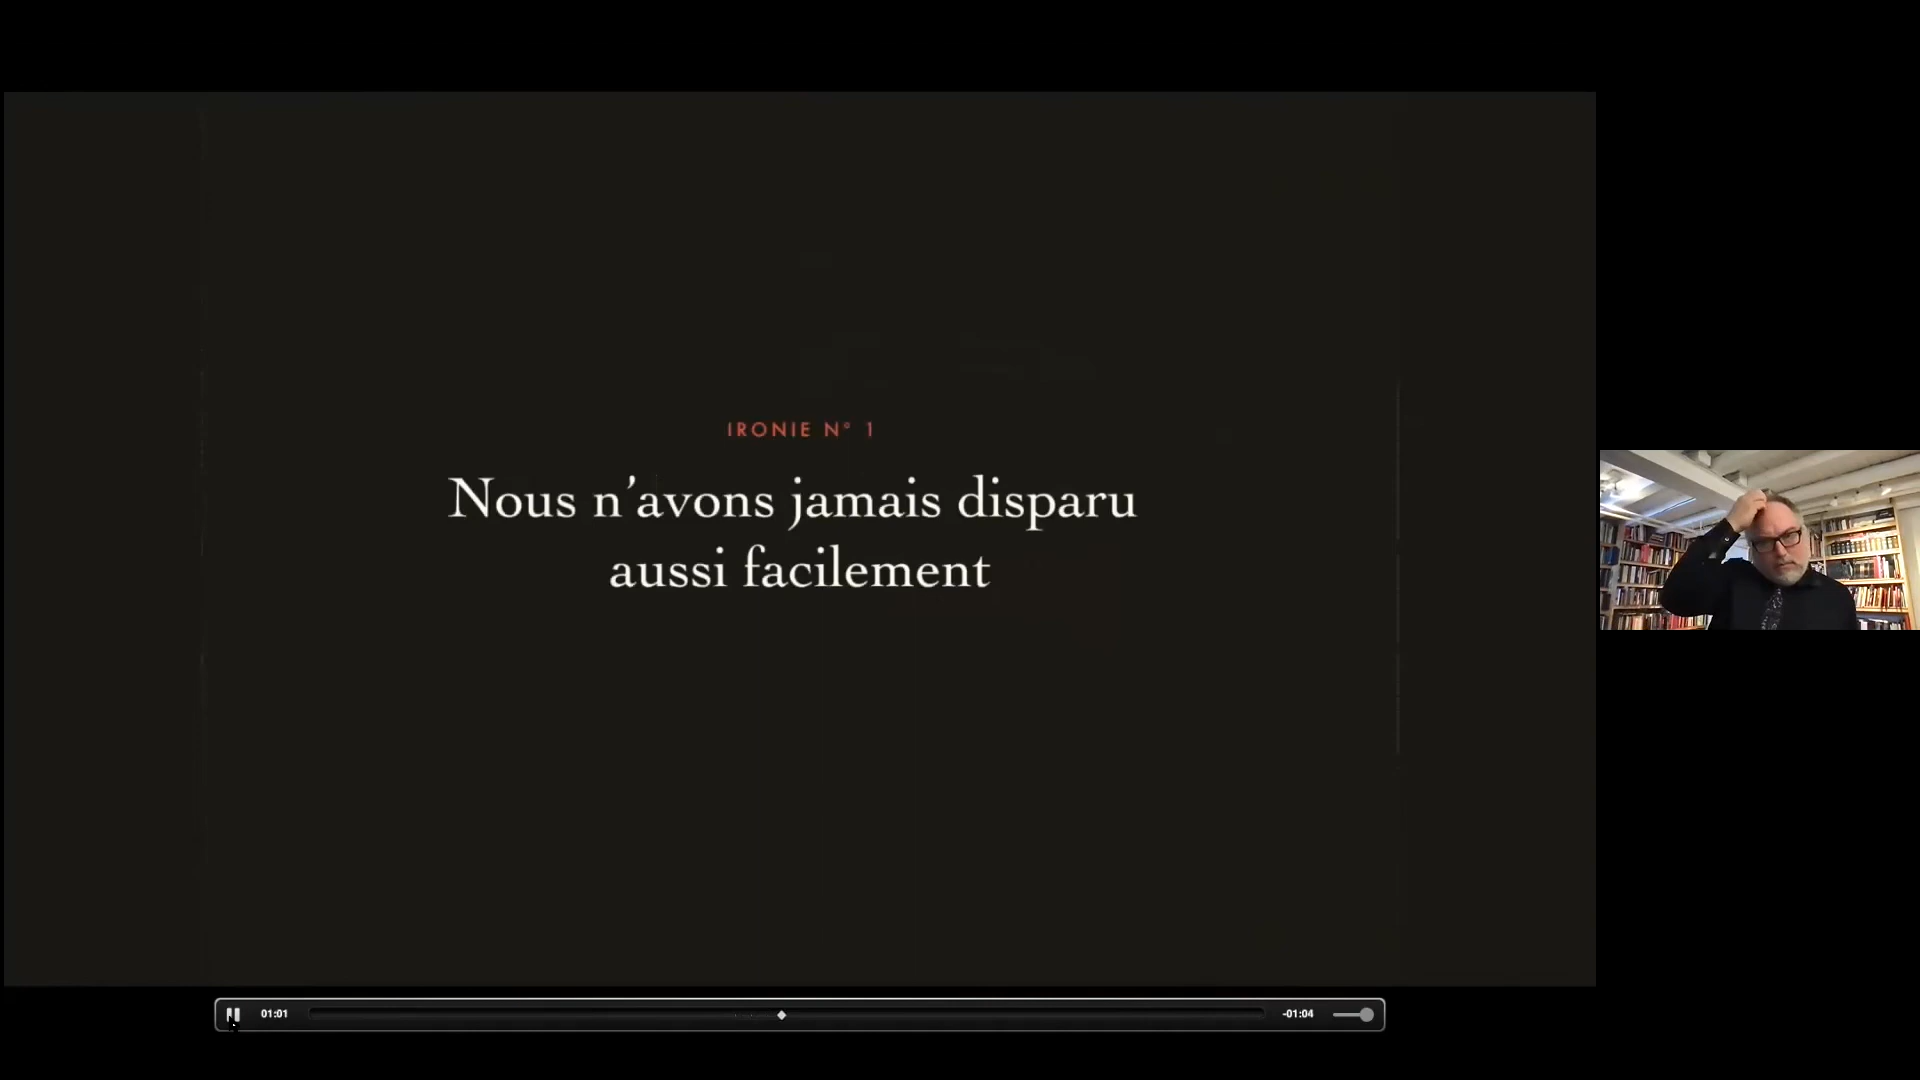 IRONIE N° 1
Nous n’avons jamais disparu
aussi facilement
01:01
-01:04